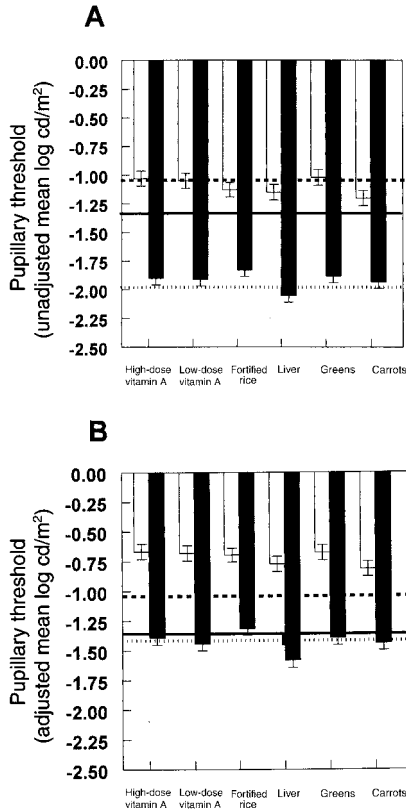 A
Pupillary threshold
(unadjusted mean log cd/m²)
0.00
-0.25
-0.50
-0.75
-1.00
-1.25
-1.50
-1.75
-2.00
-2.25
-2.50
High-dose vitamin A
Low-dose vitamin A
Fortified rice
Liver
Greens
Carrots
B
Pupillary threshold
(adjusted mean log cd/m²)
0.00
-0.25
-0.50
-0.75
-1.00
-1.25
-1.50
-1.75
-2.00
-2.25
-2.50
High-dose vitamin A
Low-dose vitamin A
Fortified rice
Liver
Greens
Carrots